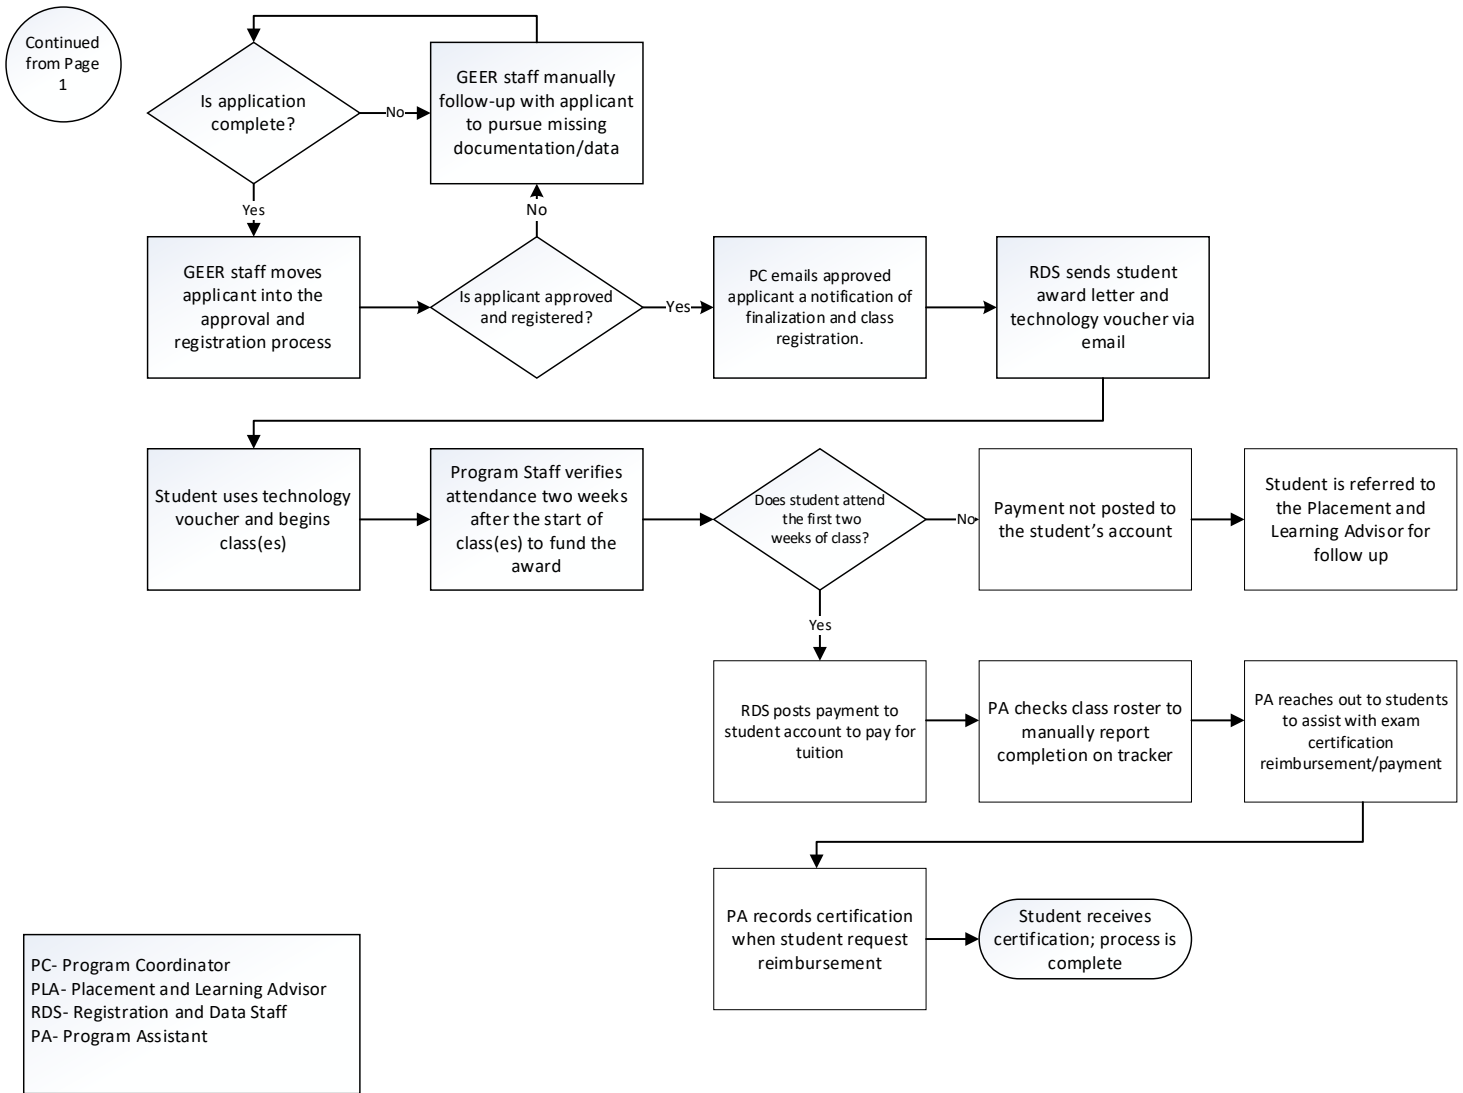 Continued
from Page
1
Is application
complete?
No
GEER staff manually
follow-up with applicant
to pursue missing
documentation/data
Yes
No
GEER staff moves
applicant into the
approval and
registration process
Is applicant approved
and registered?
Yes
PC emails approved
applicant a notification of
finalization and class
registration.
RDS sends student
award letter and
technology voucher via
email
Student uses technology
voucher and begins
class(es)
Program Staff verifies
attendance two weeks
after the start of
class(es) to fund the
award
Does student attend
the first two
weeks of class?
No
Payment not posted to
the student’s account
Student is referred to
the Placement and
Learning Advisor for
follow up
Yes
RDS posts payment to
student account to pay for
tuition
PA checks class roster to
manually report
completion on tracker
PA reaches out to students
to assist with exam
certification
reimbursement/payment
PA records certification
when student request
reimbursement
Student receives
certification; process is
complete
PC- Program Coordinator
PLA- Placement and Learning Advisor
RDS- Registration and Data Staff
PA- Program Assistant